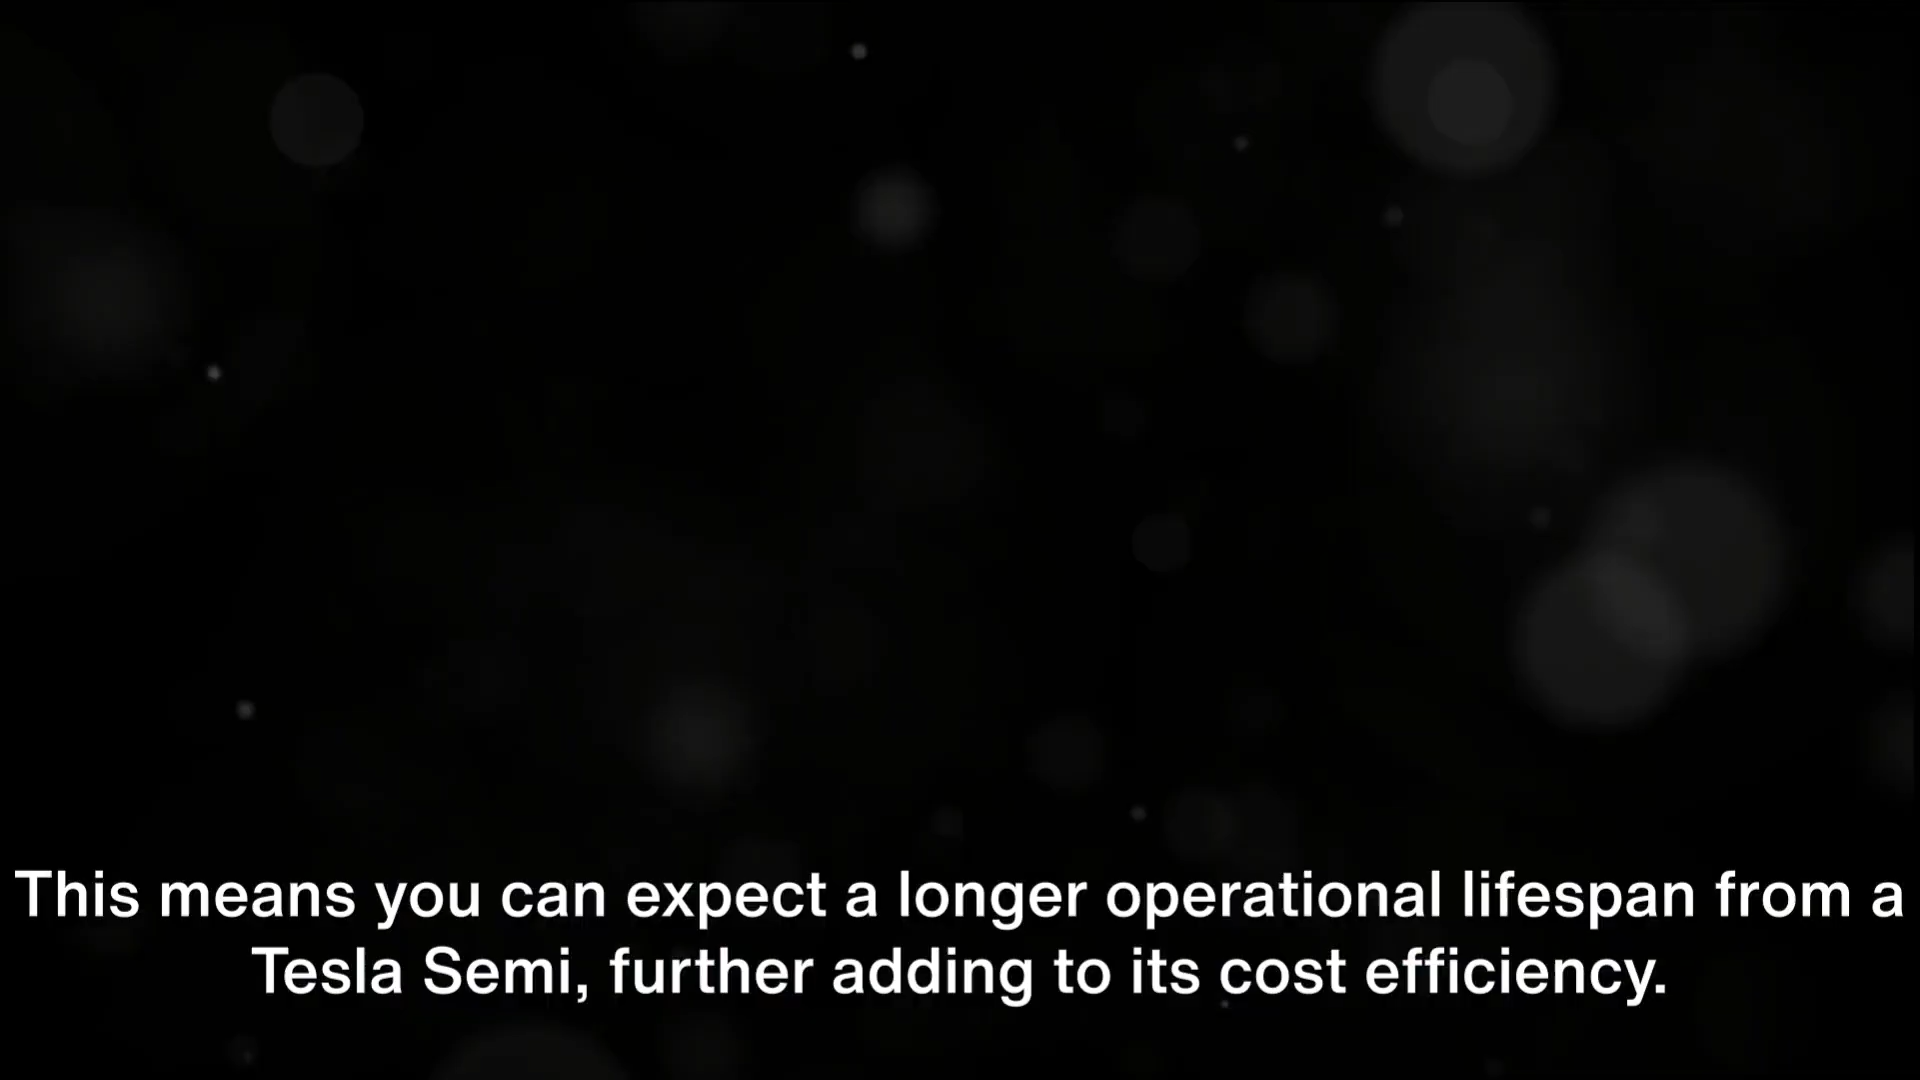 This means you can expect a longer operational lifespan from a
Tesla Semi, further adding to its cost efficiency.